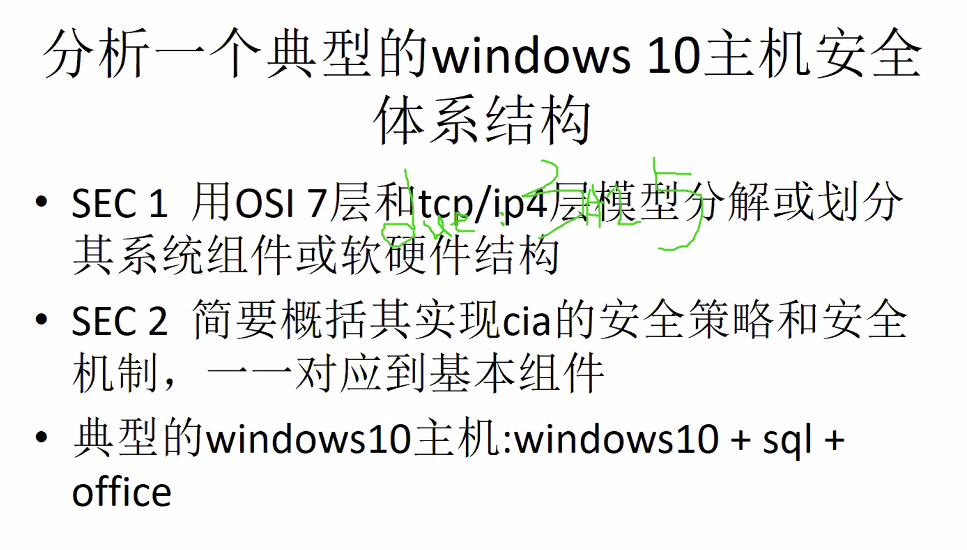 分析一个典型的windows 10主机安全
体系结构
• SEC 1 用OSI 7层和tcp/ip4层模型分解或划分
其系统组件或软硬件结构
due:
• SEC 2 简要概括其实现cia的安全策略和安全
机制，一一对应到基本组件
• 典型的windows10主机:windows10 + sql +
office